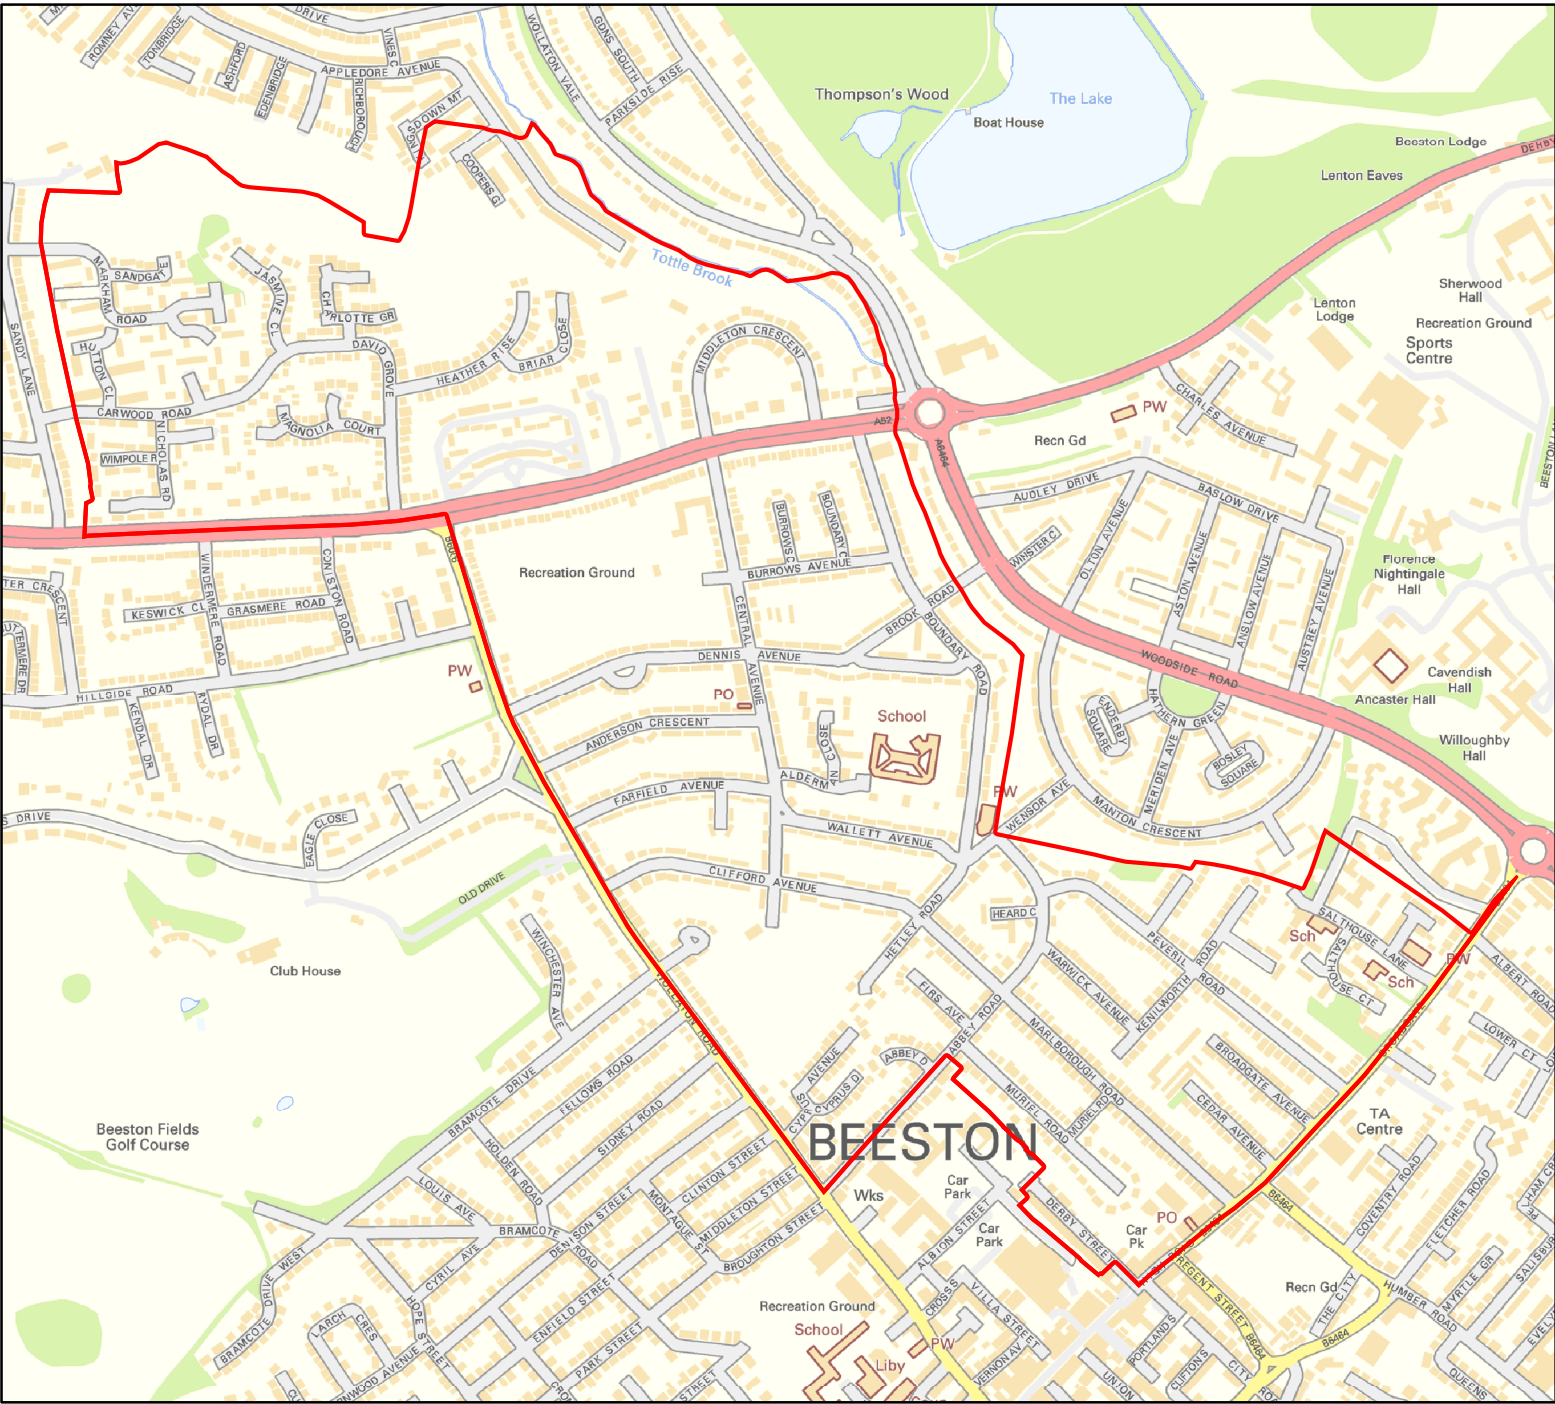 DRIVE
ROMNEY AV
TONBRIDGE
ASHFORD
EDENBRIDGE
VINES C
APPLEDORE AVENUE
RICHBOROUGH
WOLLATON VALE
GDNS SOUTH
PARKSIDE RISE
COOPERS G
Thompson's Wood
The Lake
Boat House
Beeston Lodge
DERBY
Lenton Eaves
Tottle Brook
Sherwood
Hall
Lenton
Lodge
Recreation Ground
Sports
Centre
SANDY LANE
MARKHAM
ROAD
SANDGATE
JASMINE CL
CHARLOTTE GR
HUTTON CL
DAVID GROVE
HEATHER RISE
BRIAR CLOSE
CARWOOD ROAD
MAGNOLIA COURT
NICHOLAS RD
WIMPOLE R
MIDDLETON CRESCENT
A52
A6464
PW
Recn Gd
CHARLES AVENUE
AUDLEY DRIVE
BASLOW DRIVE
OLTON AVENUE
ASTON AVENUE
ANSLOW AVENUE
AUSTREY AVENUE
BURROWS C
BOUNDARY C
BURROWS AVENUE
WINSTER C
Recreation Ground
B6006
TER CRESCENT
KESWICK CL
GRASMERE ROAD
WINDERMERE ROAD
CONISTON ROAD
HILLSIDE ROAD
KENDAL DR
RYDAL DR
PW
CENTRAL AVENUE
DENNIS AVENUE
BROOK ROAD
BOUNDARY ROAD
WOODSIDE ROAD
Florence
Nightingale
Hall
Cavendish
Hall
Ancaster Hall
Willoughby
Hall
PO
ANDERSON CRESCENT
School
ALDERMAN CLOSE
FARFIELD AVENUE
WALLETT AVENUE
PW
WENSOR AVE
MANTON CRESCENT
ENDERBY
SQUARE
HATHERN GREEN
MERIDEN AVE
BOSLEY
SQUARE
S DRIVE
EAGLE CLOSE
OLD DRIVE
CLIFFORD AVENUE
HETLEY ROAD
HEARD C
PEVERIL ROAD
WARWICK AVENUE
KENILWORTH ROAD
SALTHOUSE LANE
SALTHOUSE CT
Sch
Sch
PW
ALBERT ROAD
LOWER CT
Club House
WINCHESTER AVE
WOLLATON ROAD
FIRS AVE
ABBEY ROAD
MARLBOROUGH ROAD
BROADGATE
BROADGATE AVENUE
CEDAR AVENUE
Beeston Fields
Golf Course
BRAMCOTE DRIVE
FELLOWS ROAD
SIDNEY ROAD
HOLDEN ROAD
CYPRUS AVENUE
CYPRUS D
ABBEY D
MURIEL ROAD
MURIEL RD
TA
Centre
BEESTON
Wks
Car
Park
Car
Park
Car
Pk
PO
DERBY STREET
ALBION STREET
COVENTRY ROAD
FLETCHER ROAD
LOUIS AVE
BRAMCOTE
ROAD
DENISON STREET
MONTAGUE ST
CLINTON STREET
MIDDLETON STREET
BROUGHTON STREET
BRAMCOTE DRIVE WEST
CYRIL AVE
HOPE STREET
LARCH
CRES
ENFIELD STREET
PARK STREET
STREET
Recreation Ground
School
Liby
PW
CROSS S
VILLA STREET
VERNON AV
REGENT STREET
B6464
B6464
B6464
Recn Gd
THE CITY
HUMBER ROAD
MYRTLE GR
SALISBUR
EVELY
QUEENS
PORTLAND S
CLIFTON S
UNION
CITY